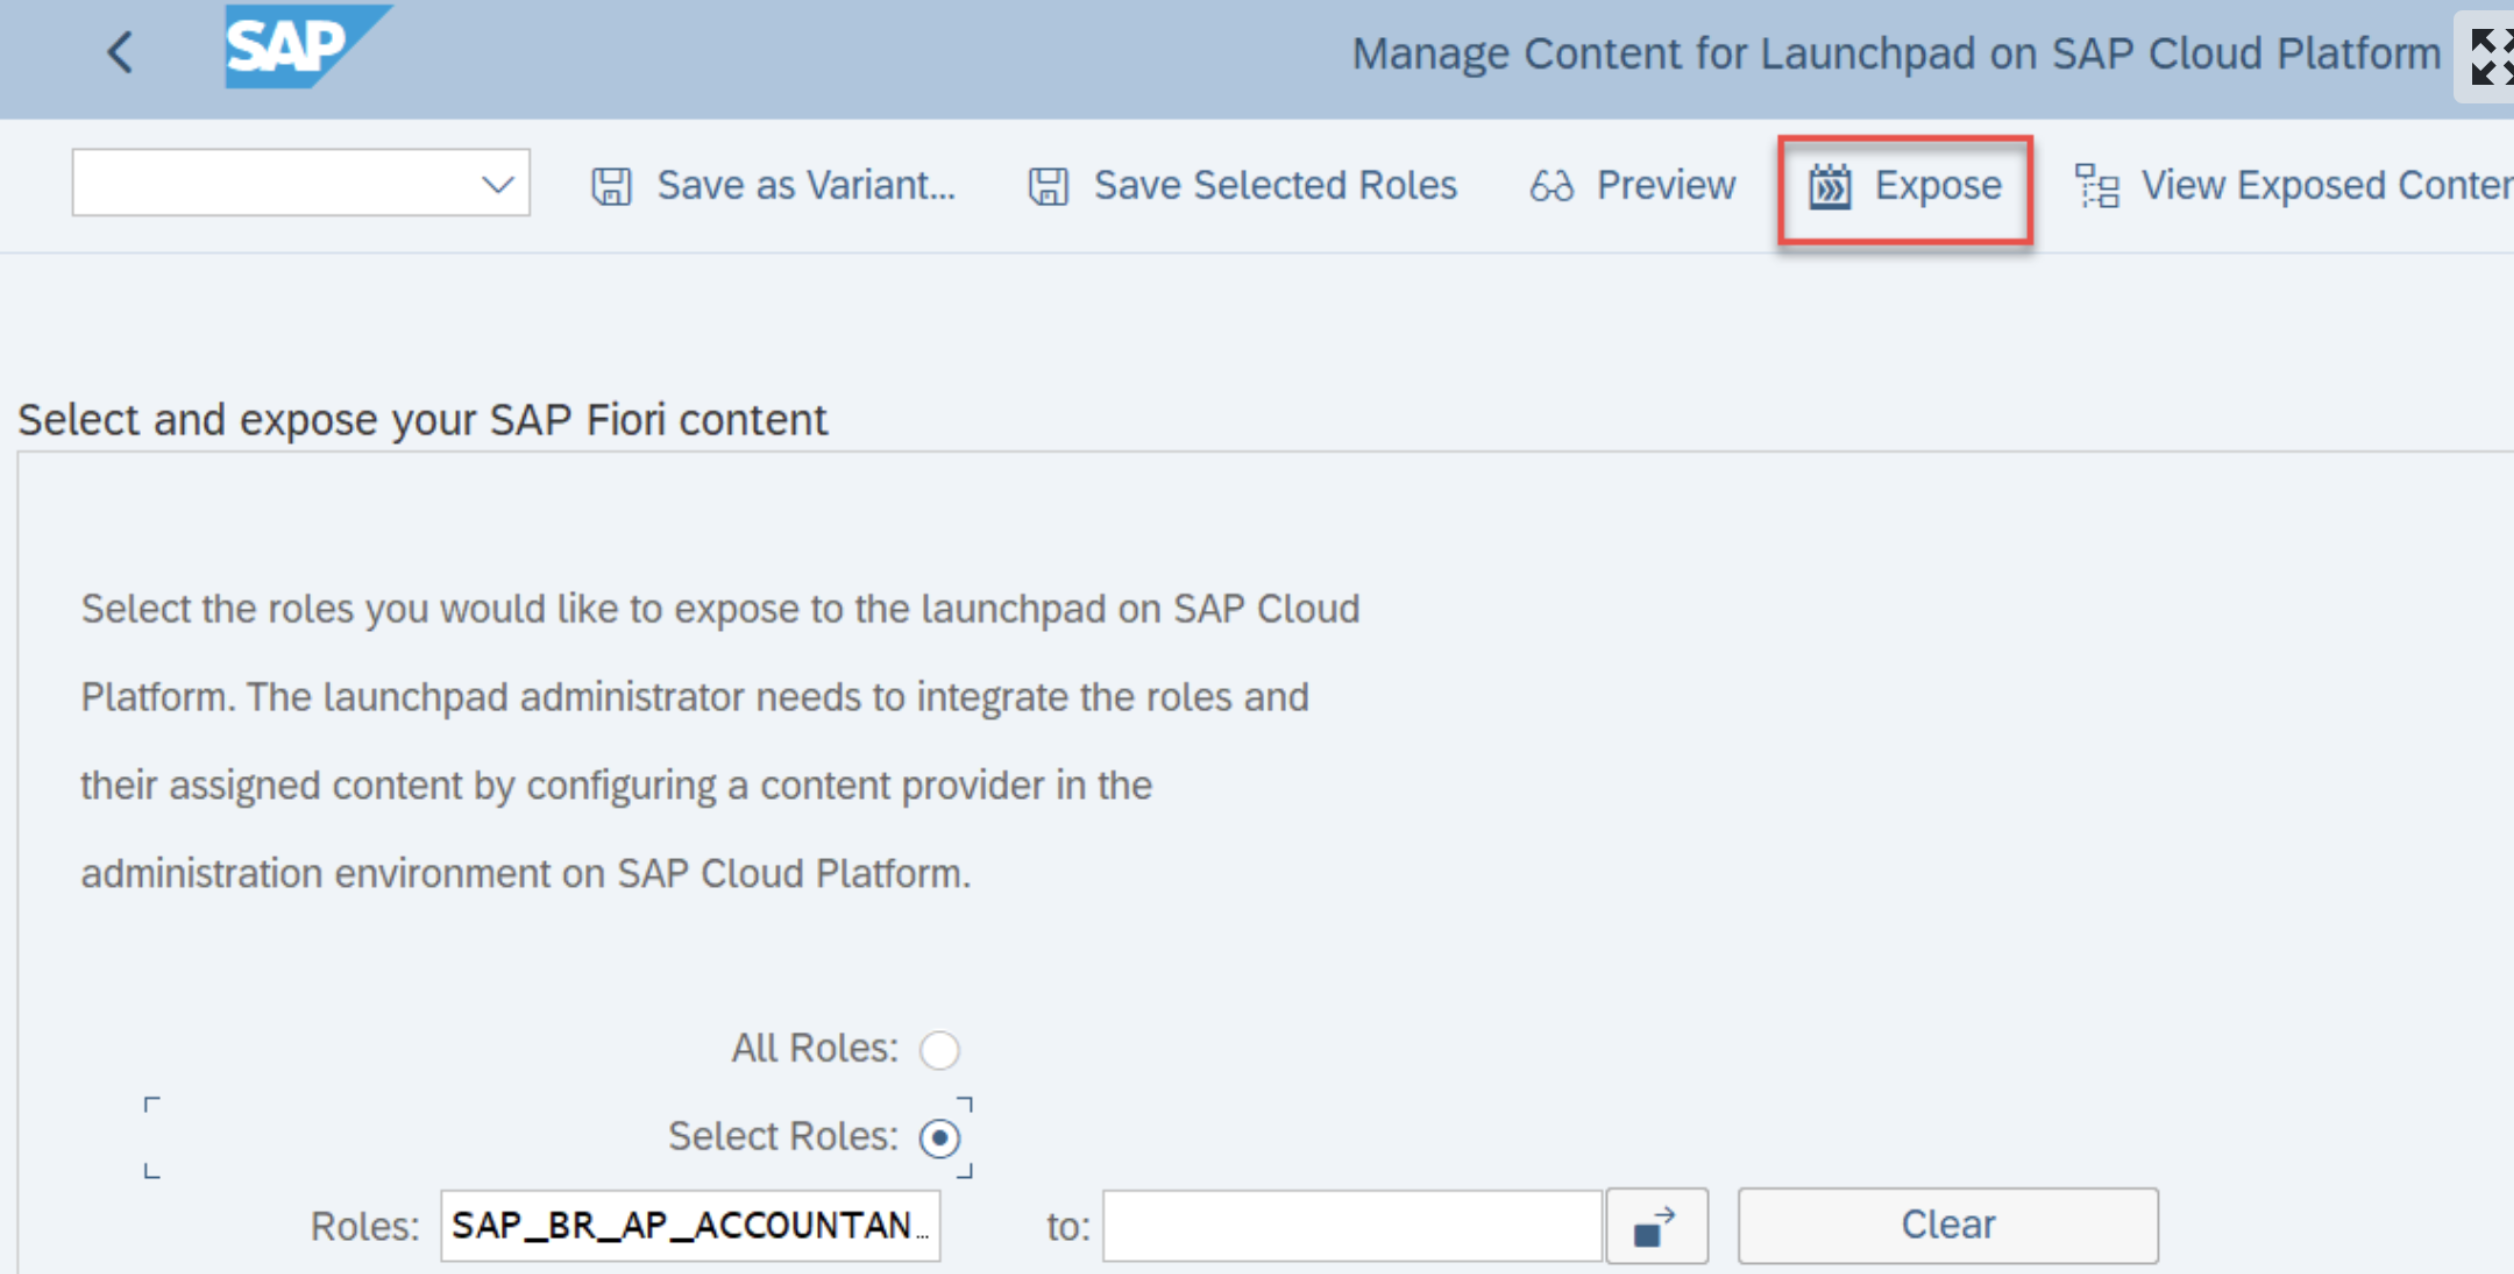 SAP
Manage Content for Launchpad on SAP Cloud Platform
Save as Variant...
Save Selected Roles
Preview
Expose
View Exposed
Select and expose your SAP Fiori content
Select the roles you would like to expose to the launchpad on SAP Cloud
Platform. The launchpad administrator needs to integrate the roles and
their assigned content by configuring a content provider in the
administration environment on SAP Cloud Platform.
All Roles:
Select Roles:
Roles: SAP_BR_AP_ACCOUNTAN... to: Clear